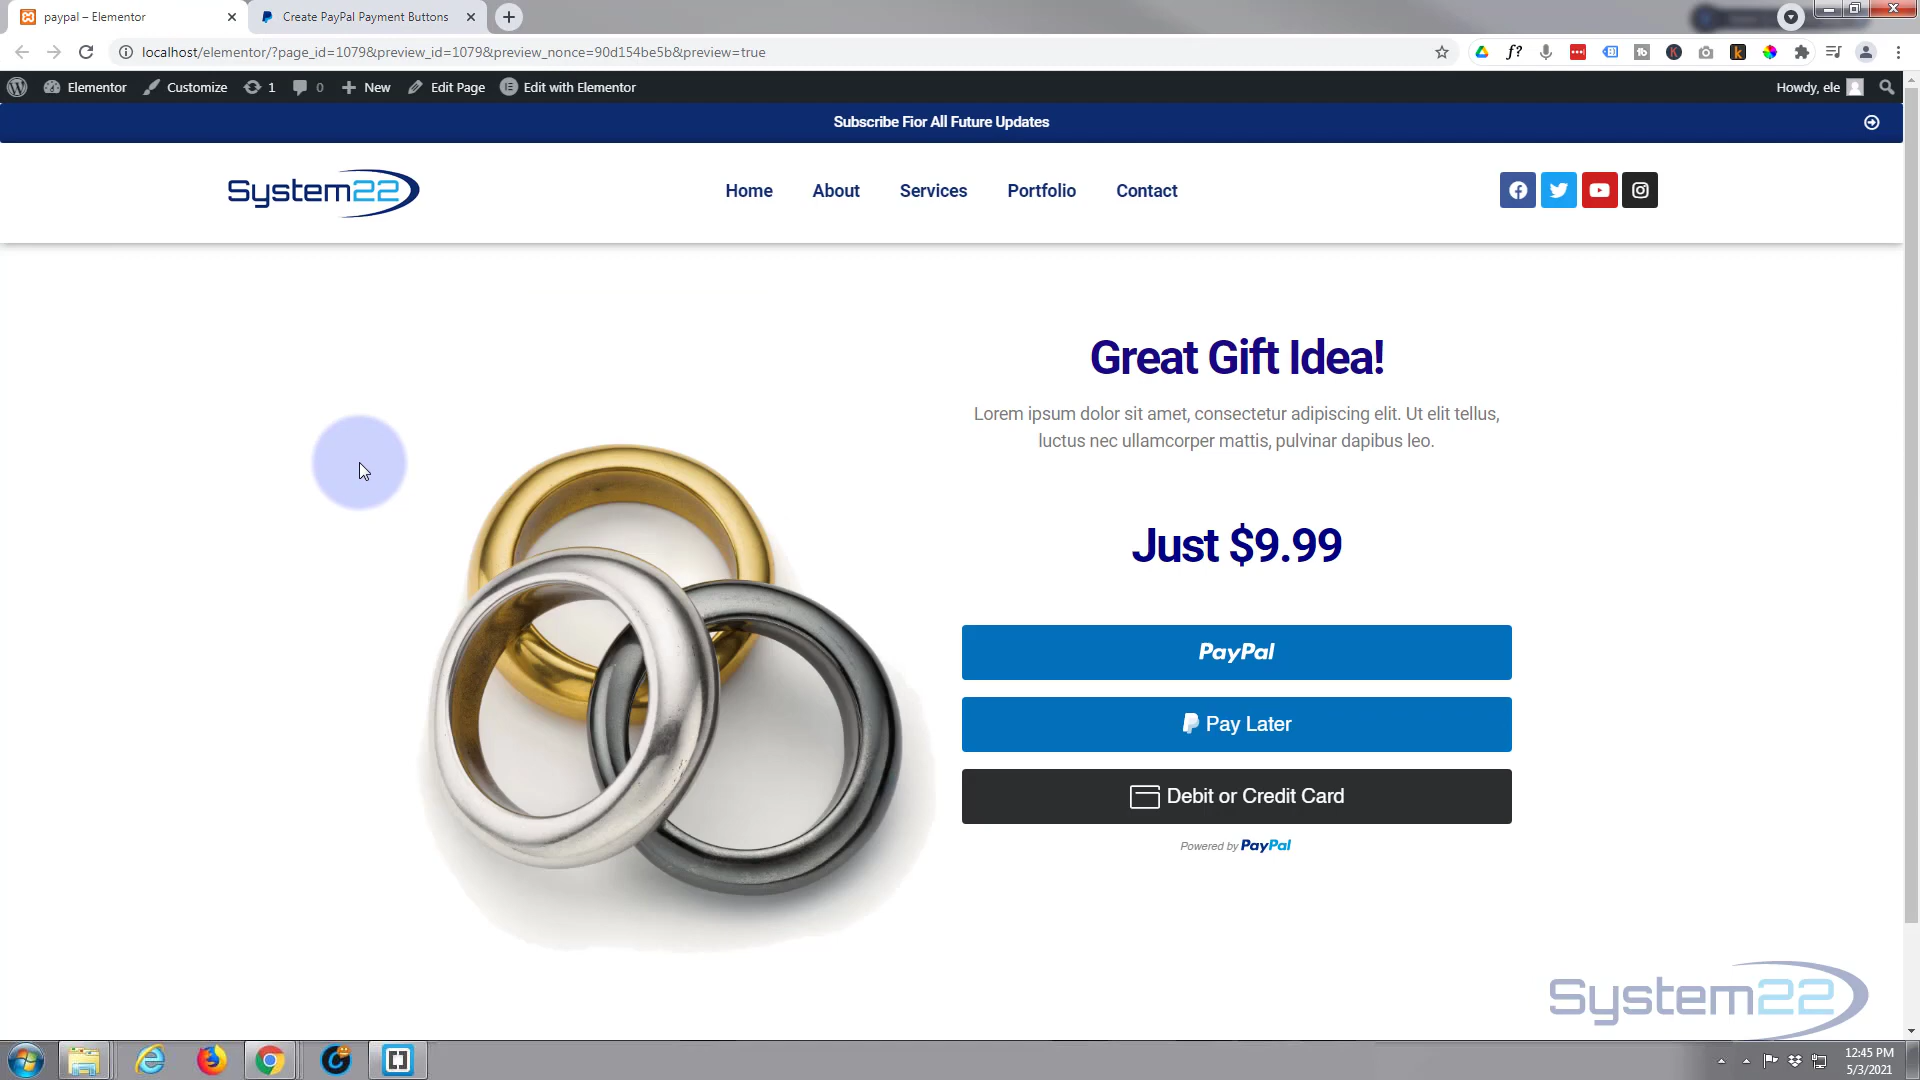 paypal – Elementor
Create PayPal Payment Buttons
localhost/elementor/?page_id=1079&preview_id=1079&preview_nonce=90d154be5b&preview=true
Elementor
Customize
1
0
New
Edit Page
Edit with Elementor
Howdy, ele
Subscribe Fior All Future Updates
System22
Home
About
Services
Portfolio
Contact
Great Gift Idea!
Lorem ipsum dolor sit amet, consectetur adipiscing elit. Ut elit tellus,
luctus nec ullamcorper mattis, pulvinar dapibus leo.
Just $9.99
PayPal
Pay Later
Debit or Credit Card
Powered by PayPal
System22
12:45 PM
5/3/2021